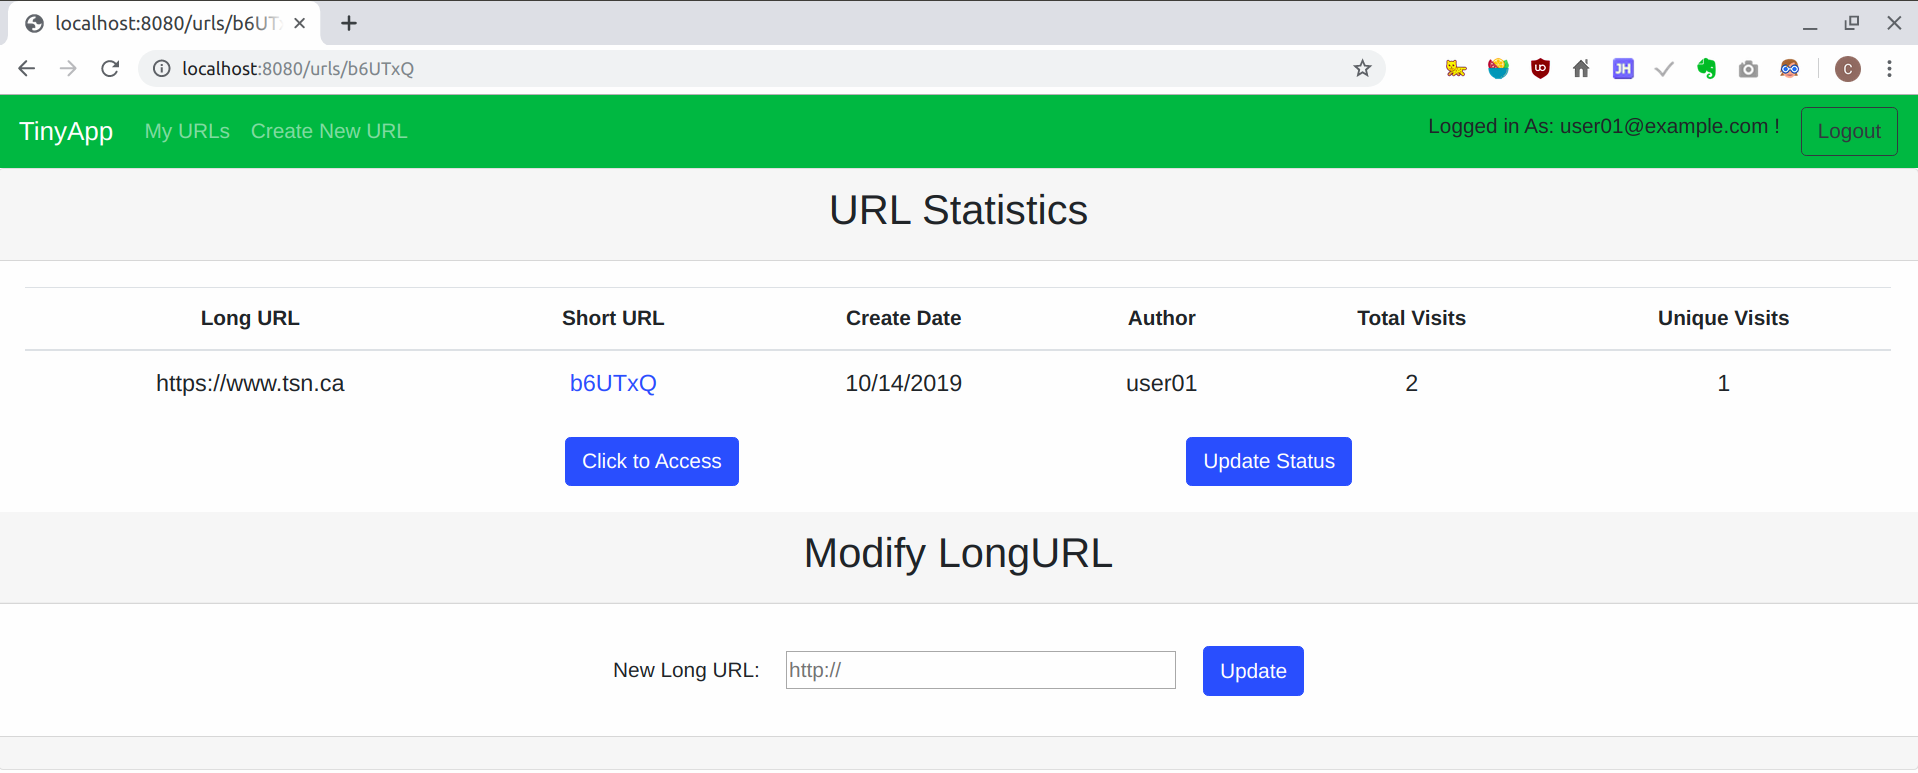 localhost:8080/urls/b6UTx
localhost:8080/urls/b6UTxQ
JH
C
TinyApp My URLs Create New URL Logged in As: user01@example.com ! Logout
URL Statistics
Long URL Short URL Create Date Author Total Visits Unique Visits
https://www.tsn.ca b6UTxQ 10/14/2019 user01 2 1
Click to Access Update Status
Modify LongURL
New Long URL: http:// Update